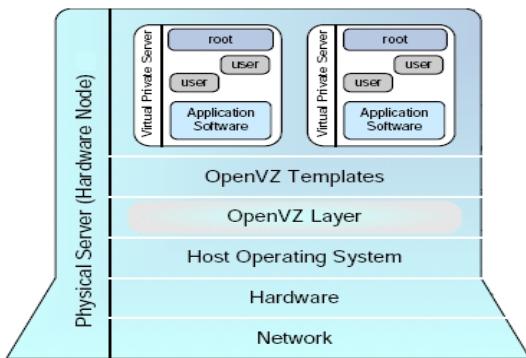 Physical Server (Hardware Node)
Virtual Private Server
root
user
user
Application
Software
Virtual Private Server
root
user
user
Application
Software
OpenVZ Templates
OpenVZ Layer
Host Operating System
Hardware
Network